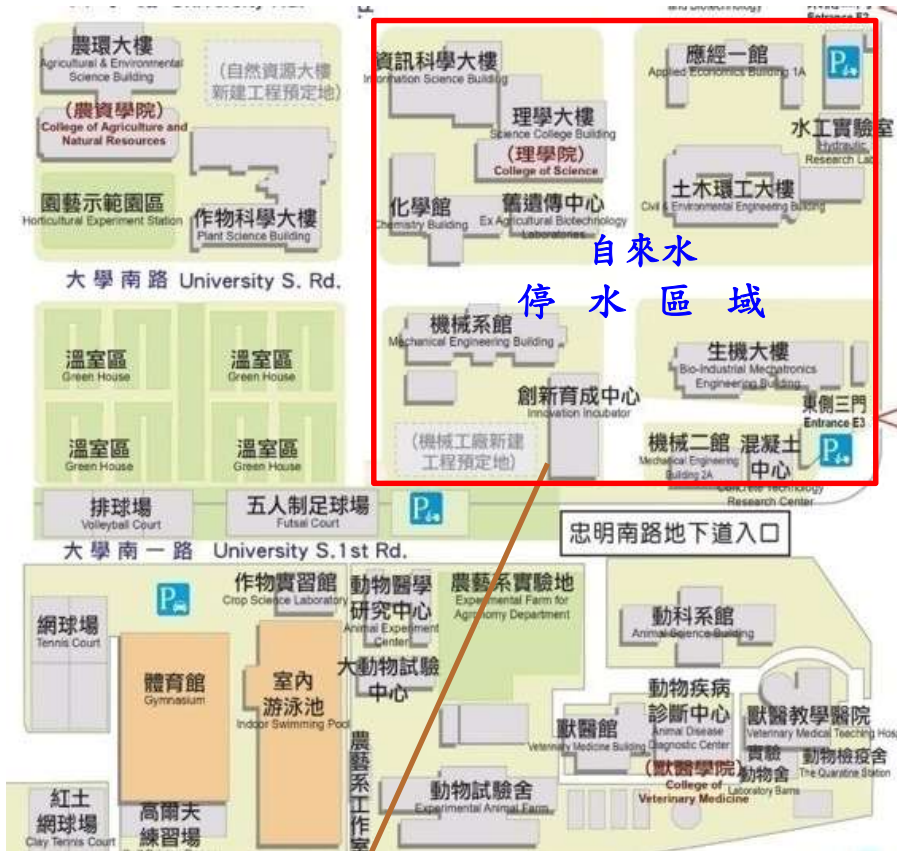 大學南路 University S. Rd.
農環大樓
Agricultural & Environmental
Science Building
(農資學院)
College of Agriculture and
Natural Resources
(自然資源大樓
新建工程預定地)
園藝示範園區
Horticultural Experiment Station
作物科學大樓
Plant Science Building
資訊科學大樓
Information Science Building
理學大樓
Science College Building
(理學院)
College of Science
化學館
Chemistry Building
舊遺傳中心
Ex Agricultural Biotechnology
Laboratories
and Biotechnology
Entrance E2
應經一館
Applied Economics Building 1A
P
水工實驗室
Hydraulic
Research Lab
土木環工大樓
Civil & Environmental Engineering Building
自來水
停水區域
溫室區
Green House
溫室區
Green House
溫室區
Green House
溫室區
Green House
機械系館
Mechanical Engineering Building
創新育成中心
Innovation Incubator
(機械工廠新建
工程預定地)
生機大樓
Bio-Industrial Mechatronics
Engineering Building
東側三門
Entrance E3
P
機械二館
Mechanical Engineering
Building 2A
混凝土
中心
Concrete Technology
Research Center
排球場
Volleyball Court
五人制足球場
Futsal Court
P
忠明南路地下道入口
大學南一路 University S.1st Rd.
網球場
Tennis Court
P
體育館
Gymnasium
作物實習館
Crop Science Laboratory
室內
游泳池
Indoor Swimming Pool
動物醫學
研究中心
Animal Experiment
Center
大動物試驗
中心
農藝系實驗地
Experimental Farm for
Agronomy Department
動科系館
Animal Science Building
動物疾病
診斷中心
Animal Disease
Diagnostic Center
獸醫館
Veterinary Medicine Building
(獸醫學院)
College of
Veterinary Medicine
獸醫教學醫院
Veterinary Medical Teaching
實驗
動物舍
Laboratory Barns
動物檢疫舍
The Quaratine Station
紅土
網球場
Clay Tennis Court
高爾夫
練習場
農藝系工作室
動物試驗舍
Experimental Animal Farm